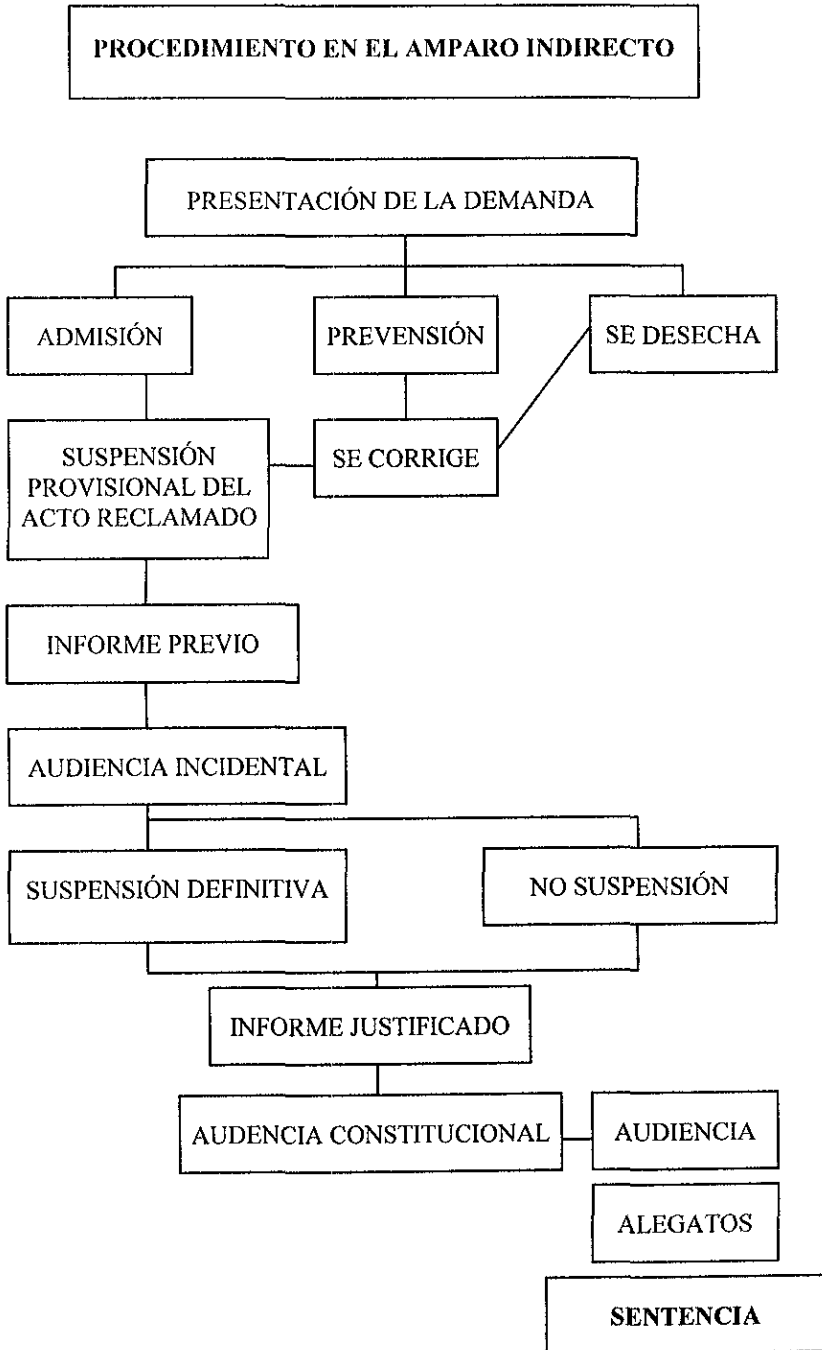 PROCEDIMIENTO EN EL AMPARO INDIRECTO
PRESENTACIÓN DE LA DEMANDA
ADMISIÓN
PREVENSIÓN
SE DESECHA
SUSPENSIÓN
PROVISIONAL DEL
ACTO RECLAMADO
SE CORRIGE
INFORME PREVIO
AUDIENCIA INCIDENTAL
SUSPENSIÓN DEFINITIVA
NO SUSPENSIÓN
INFORME JUSTIFICADO
AUDENCIA CONSTITUCIONAL
AUDIENCIA
ALEGATOS
SENTENCIA